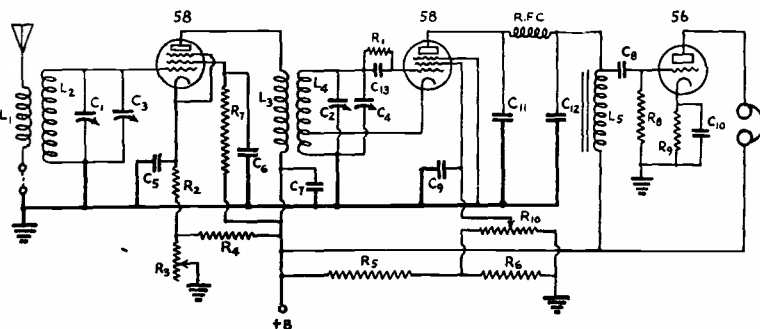 58
58
R.F.C
56
L1
L2
C1
C3
R7
L3
L4
R1
C13
C2
C4
C11
C12
L5
C8
R8
R9
C10
C5
R2
C6
C7
C9
R10
R3
R4
R5
R6
+B